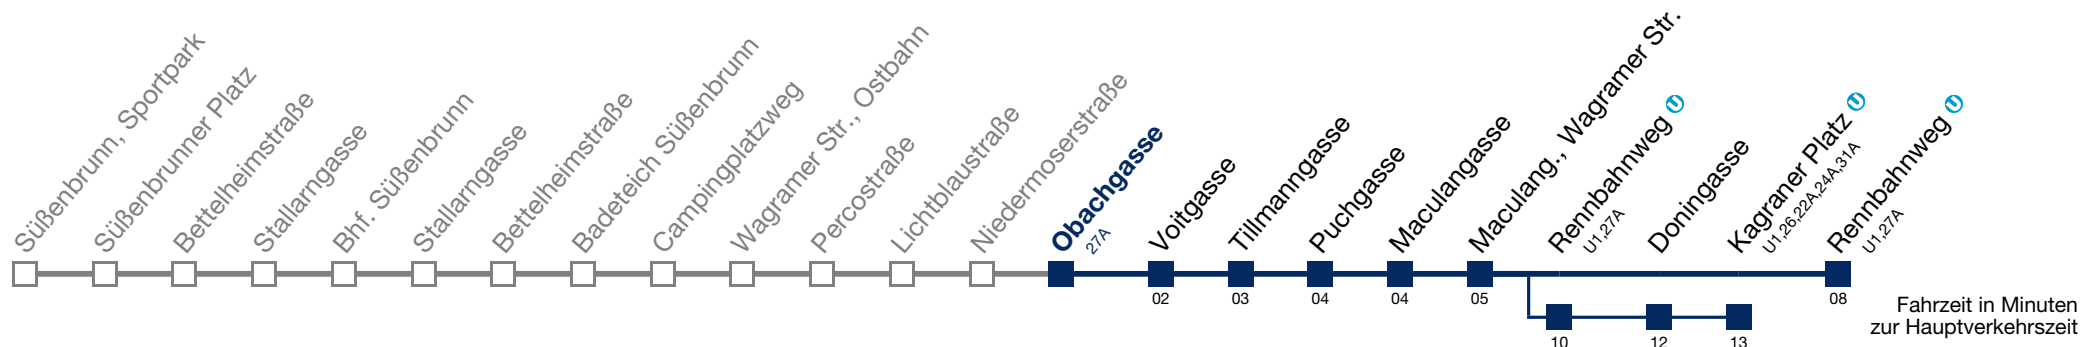 Süßenbrunn, Sportpark
Süßenbrunner Platz
Bettelheimstraße
Stallarngasse
Bhf. Süßenbrunn
Stallarngasse
Bettelheimstraße
Badeteich Süßenbrunn
Campingplatzweg
Wagramer Str., Ostbahn
Percostraße
Lichtblaustraße
Niedermoserstraße
Obachgasse
27A
Voitgasse
Tillmanngasse
Puchgasse
Maculangasse
Maculang., Wagramer Str.
Rennbahnweg U
U1,27A
Doningasse
Kagraner Platz U
U1,26,22A,24A,31A
Rennbahnweg U
U1,27A
02
03
04
04
05
08
10
12
13
Fahrzeit in Minuten
zur Hauptverkehrszeit